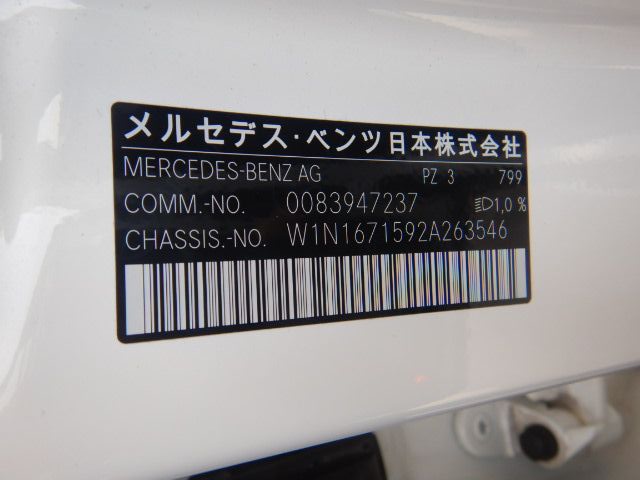 メルセデス・ベンツ日本株式会社
MERCEDES-BENZ AG PZ 3 799
COMM.-NO. 0083947237 1,0 %
CHASSIS.-NO. W1N1671592A263546